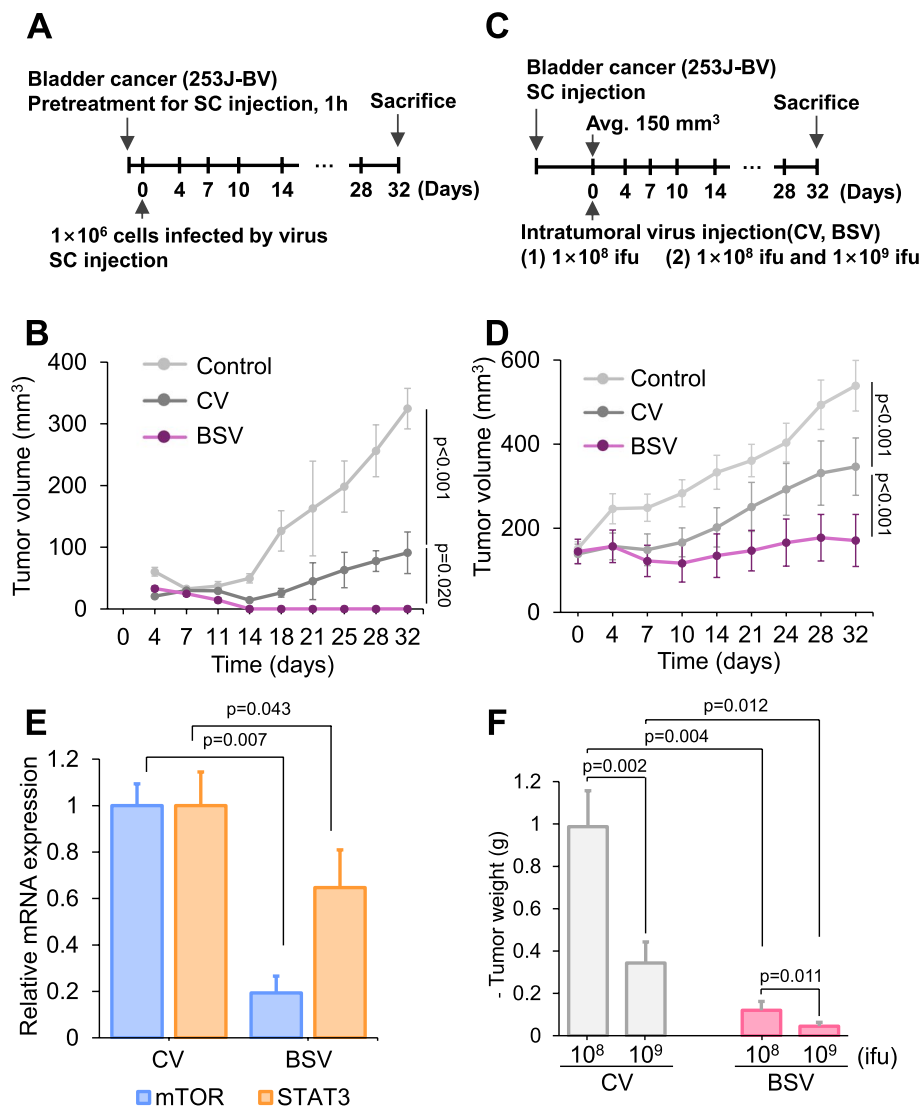 A
Bladder cancer (253J-BV)
Pretreatment for SC injection, 1h
Sacrifice
...
0 4 7 10 14 28 32 (Days)
1×10⁶ cells infected by virus
SC injection
C
Bladder cancer (253J-BV)
SC injection
Avg. 150 mm³
Sacrifice
...
0 4 7 10 14 28 32 (Days)
Intratumoral virus injection(CV, BSV)
(1) 1×10⁸ ifu (2) 1×10⁸ ifu and 1×10⁹ ifu
B
Tumor volume (mm³)
400
300
200
100
0
Control
CV
BSV
p<0.001
p=0.020
0 4 7 11 14 18 21 25 28 32
Time (days)
D
Tumor volume (mm³)
600
400
200
0
Control
CV
BSV
p<0.001
p<0.001
0 4 7 10 14 21 24 28 32
Time (days)
E
Relative mRNA expression
1.2
1
0.6
0.4
0.2
0
p=0.043
p=0.007
CV BSV
mTOR STAT3
F
- Tumor weight (g)
1.2
1
0.8
0.6
0.4
0.2
0
p=0.012
p=0.004
p=0.002
p=0.011
10⁸ 10⁹ 10⁸ 10⁹ (ifu)
CV BSV